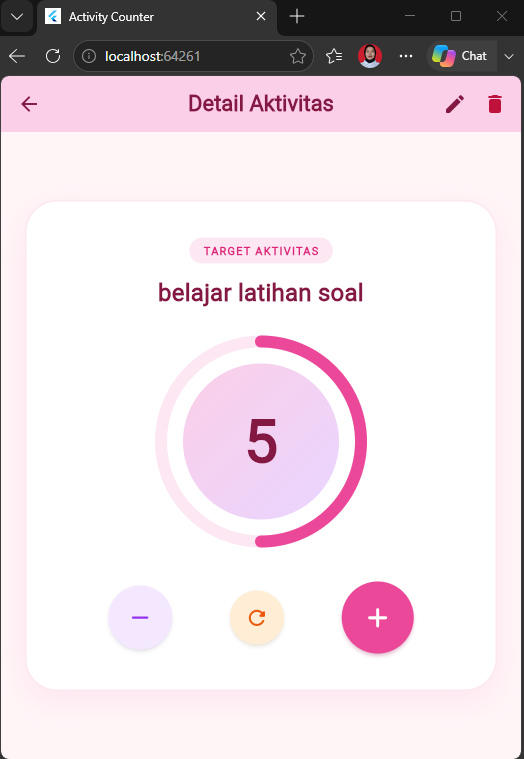 Activity Counter
localhost:64261
Chat
Detail Aktivitas
TARGET AKTIVITAS
belajar latihan soal
5